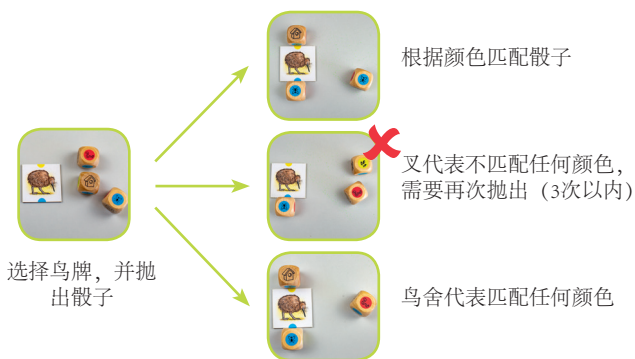 根据颜色匹配骰子
叉代表不匹配任何颜色，
需要再次抛出（3次以内）
选择鸟牌，并抛
出骰子
鸟舍代表匹配任何颜色